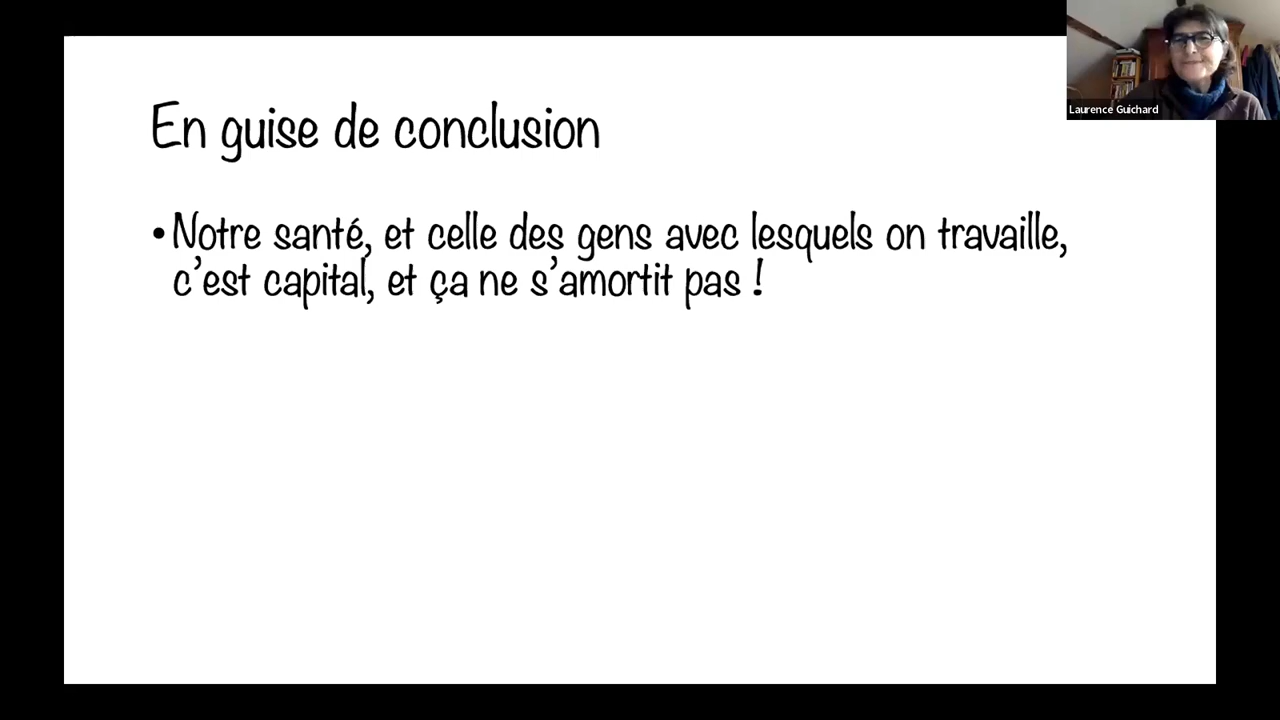 Laurence Guichard
En guise de conclusion
•Notre santé, et celle des gens avec lesquels on travaille,
c’est capital, et ça ne s’amortit pas !